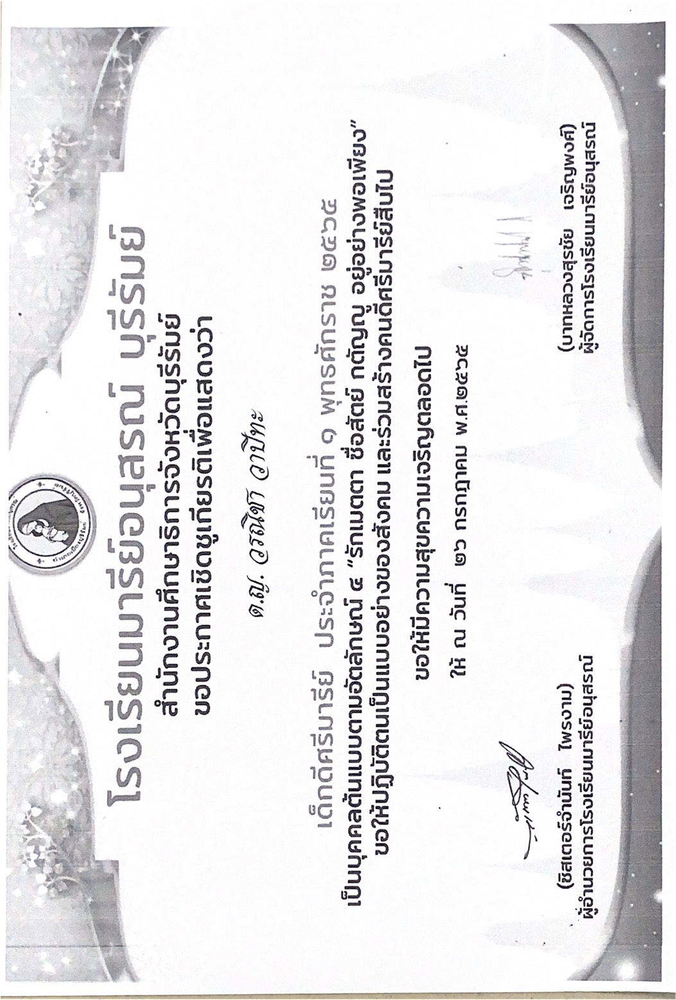 โรงเรียนมารีย์อนุสรณ์ บุรีรัมย์
สำนักงานศึกษาธิการจังหวัดบุรีรัมย์
ขอประกาศเชิดชูเกียรติเพื่อแสดงว่า
ด.ญ. วรณิชา วาปีทะ
เด็กดีศรีมารีย์ ประจำภาคเรียนที่ ๑ พุทธศักราช ๒๕๖๕
เป็นบุคคลต้นแบบตามอัตลักษณ์ ๔ “รักเมตตา ซื่อสัตย์ กตัญญู อยู่อย่างพอเพียง”
ขอให้ปฏิบัติตนเป็นแบบอย่างของสังคม และร่วมสร้างคนดีศรีมารีย์สืบไป
ขอให้มีความสุขความเจริญตลอดไป
ให้ ณ วันที่ ๒๖ กรกฎาคม พ.ศ.๒๕๖๕
(ซิสเตอร์จำนันท์ ไพรงาม) (บาทหลวงสุรชัย เจริญพงศ์)
ผู้อำนวยการโรงเรียนมารีย์อนุสรณ์ ผู้จัดการโรงเรียนมารีย์อนุสรณ์